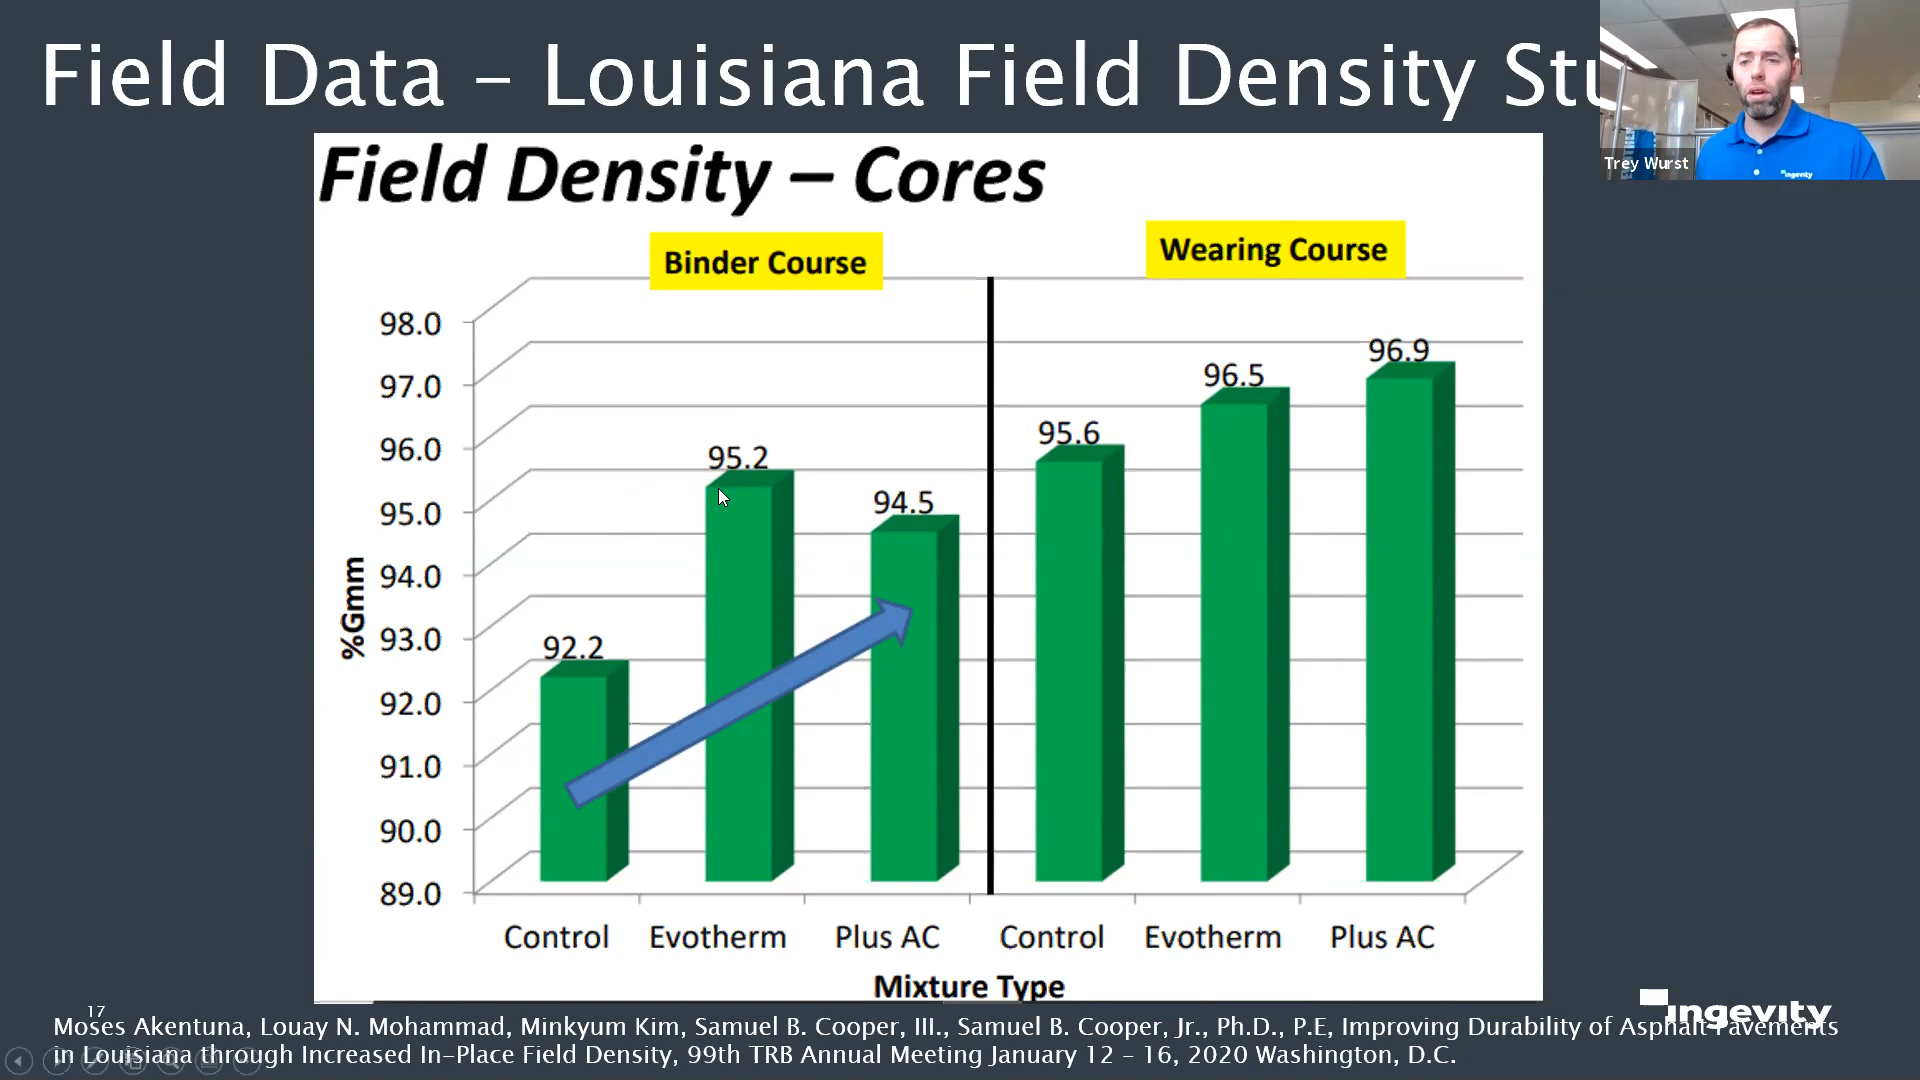 Field Data – Louisiana Field Density Stu
Trey Wurst
ingevity
Field Density – Cores
Binder Course
Wearing Course
98.0
97.0
96.0
95.0
94.0
93.0
92.0
91.0
90.0
89.0
%Gmm
92.2
95.2
94.5
95.6
96.5
96.9
Control Evotherm Plus AC Control Evotherm Plus AC
Mixture Type
17
ingevity
Moses Akentuna, Louay N. Mohammad, Minkyum Kim, Samuel B. Cooper, III., Samuel B. Cooper, Jr., Ph.D., P.E, Improving Durability of Asphalt Pavements
in Louisiana through Increased In-Place Field Density, 99th TRB Annual Meeting January 12 – 16, 2020 Washington, D.C.